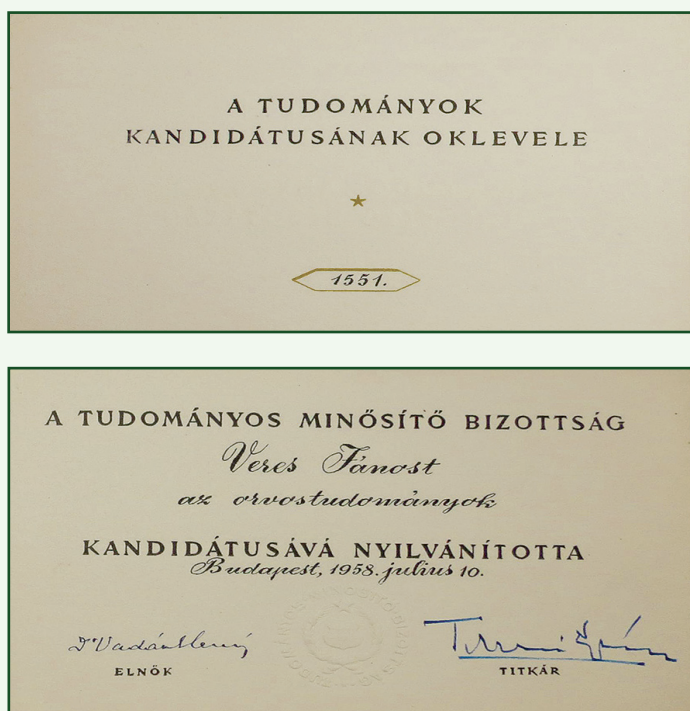 A TUDOMÁNYOK
KANDIDÁTUSÁNAK OKLEVELE
1551.
A TUDOMÁNYOS MINŐSÍTŐ BIZOTTSÁG
Veres Jánost
az orvostudományok
KANDIDÁTUSÁVÁ NYILVÁNÍTOTTA
Budapest, 1958. július 10.
ELNÖK
TITKÁR